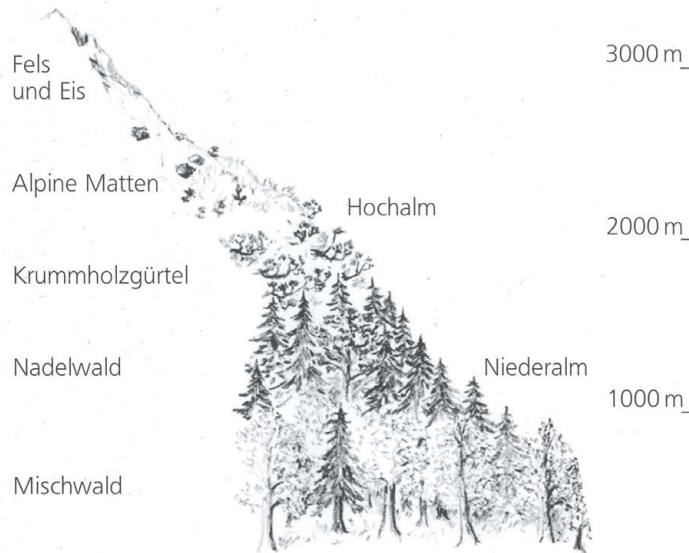 3000 m
Fels
und Eis
Alpine Matten
Hochalm
2000 m
Krummholzgürtel
Nadelwald
Niederalm
1000 m
Mischwald